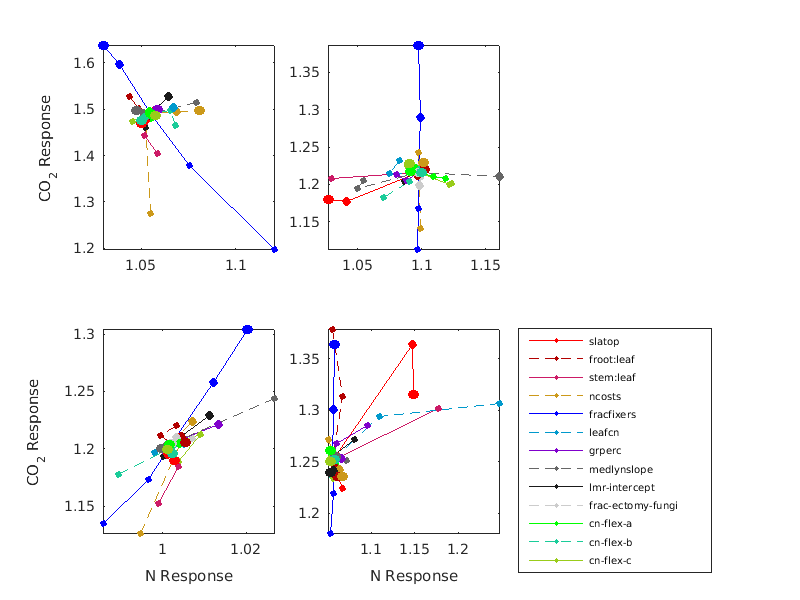 1.6
1.5
1.4
1.3
1.2
1.05
1.1
CO2 Response
1.35
1.3
1.25
1.2
1.15
1.05
1.1
1.15
1.3
1.25
1.2
1.15
1
1.02
CO2 Response
N Response
1.35
1.3
1.25
1.2
1.1
1.15
1.2
N Response
slatop
froot:leaf
stem:leaf
ncosts
fracfixers
leafcn
grperc
medlynslope
lmr-intercept
frac-ectomy-fungi
cn-flex-a
cn-flex-b
cn-flex-c